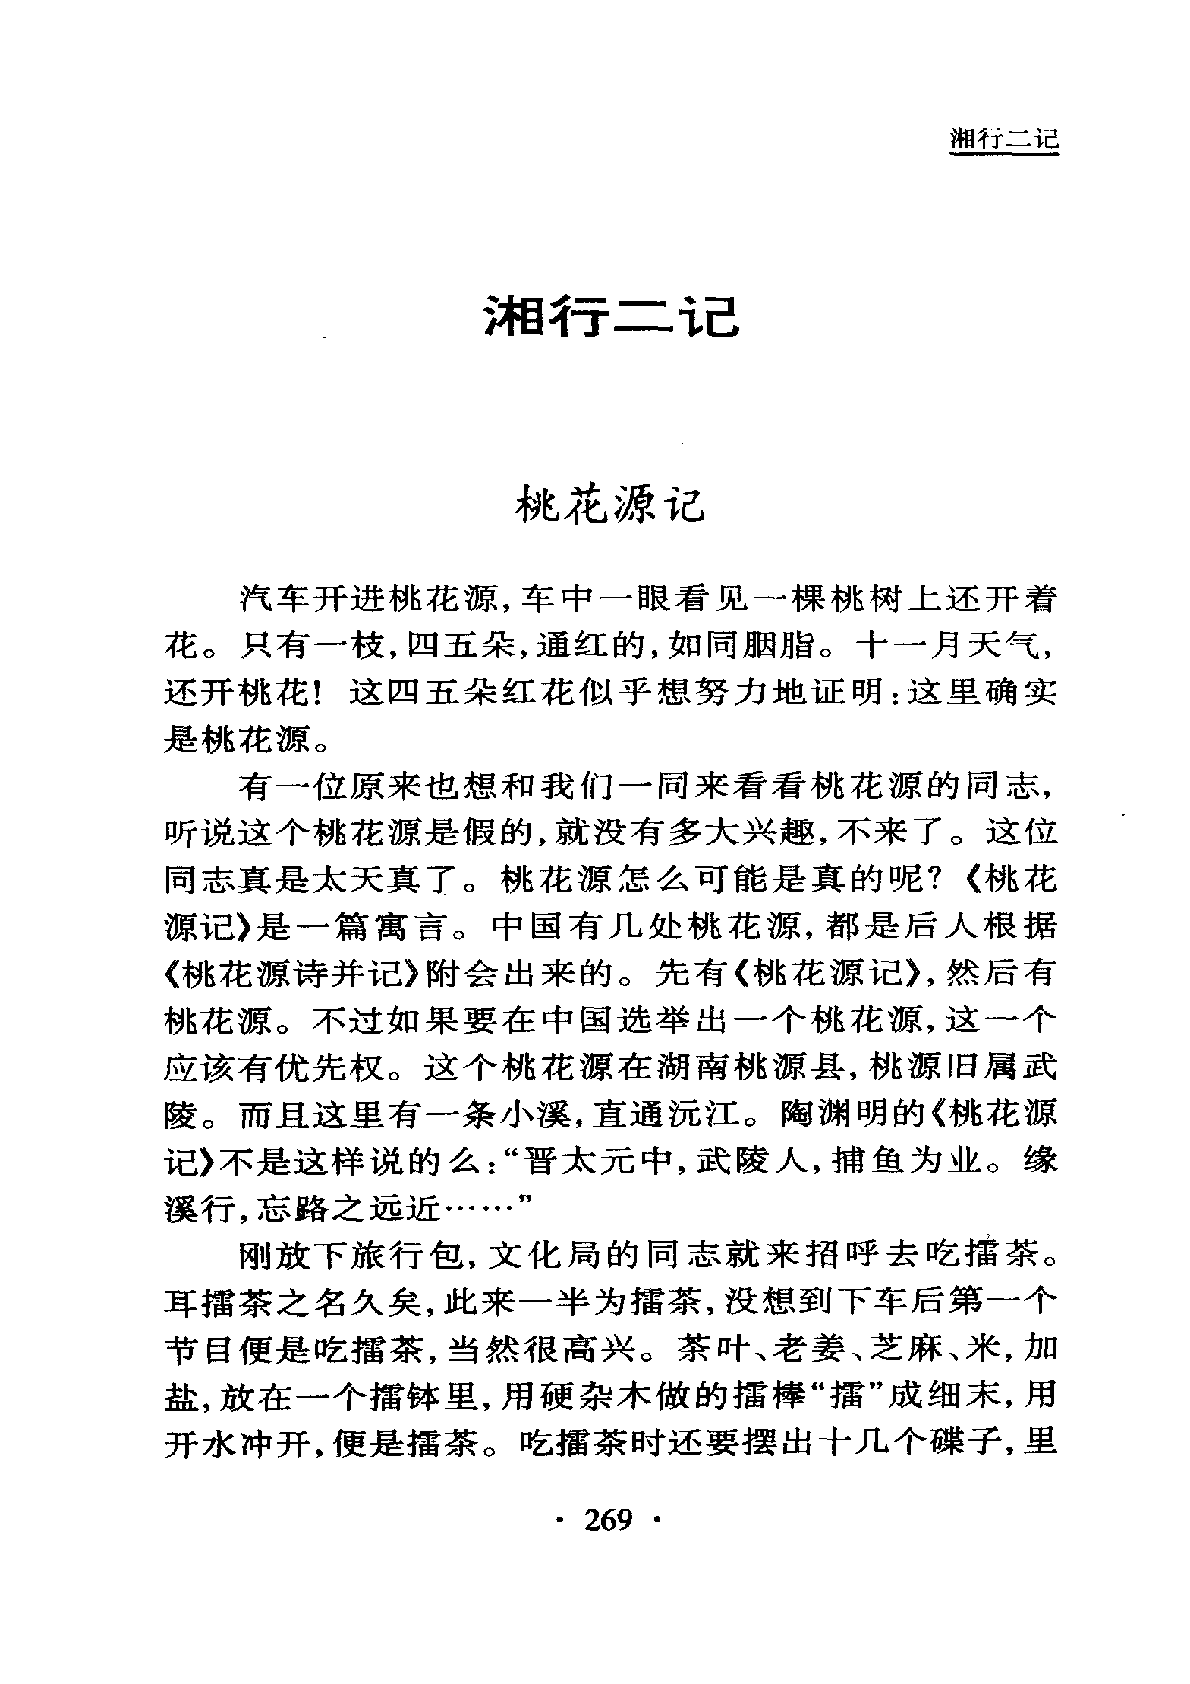 湘行二记
湘行二记
桃花源记
汽车开进桃花源,车中一眼看见一棵桃树上还开着
花。只有一枝,四五朵,通红的,如同胭脂。十一月天气,
还开桃花!这四五朵红花似乎想努力地证明:这里确实
是桃花源。
有一位原来也想和我们一同来看看桃花源的同志,
听说这个桃花源是假的,就没有多大兴趣,不来了。这位
同志真是太天真了。桃花源怎么可能是真的呢?《桃花
源记》是一篇寓言。中国有几处桃花源,都是后人根据
《桃花源诗并记》附会出来的。先有《桃花源记》,然后有
桃花源。不过如果要在中国选举出一个桃花源,这一个
应该有优先权。这个桃花源在湖南桃源县,桃源旧属武
陵。而且这里有一条小溪,直通沅江。陶渊明的《桃花源
记》不是这样说的么:“晋太元中,武陵人,捕鱼为业。缘
溪行,忘路之远近……”
刚放下旅行包,文化局的同志就来招呼去吃擂茶。
耳擂茶之名久矣,此来一半为擂茶,没想到下车后第一个
节目便是吃擂茶,当然很高兴。茶叶、老姜、芝麻、米,加
盐,放在一个擂钵里,用硬杂木做的擂棒“擂”成细末,用
开水冲开,便是擂茶。吃擂茶时还要摆出十几个碟子,里
· 269 ·